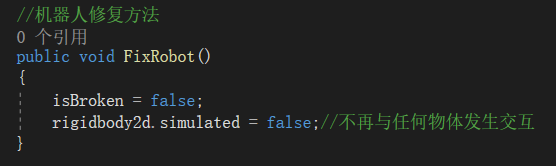 //机器人修复方法
0 个引用
public void FixRobot()
{
isBroken = false;
rigidbody2d.simulated = false;//不再与任何物体发生交互
}